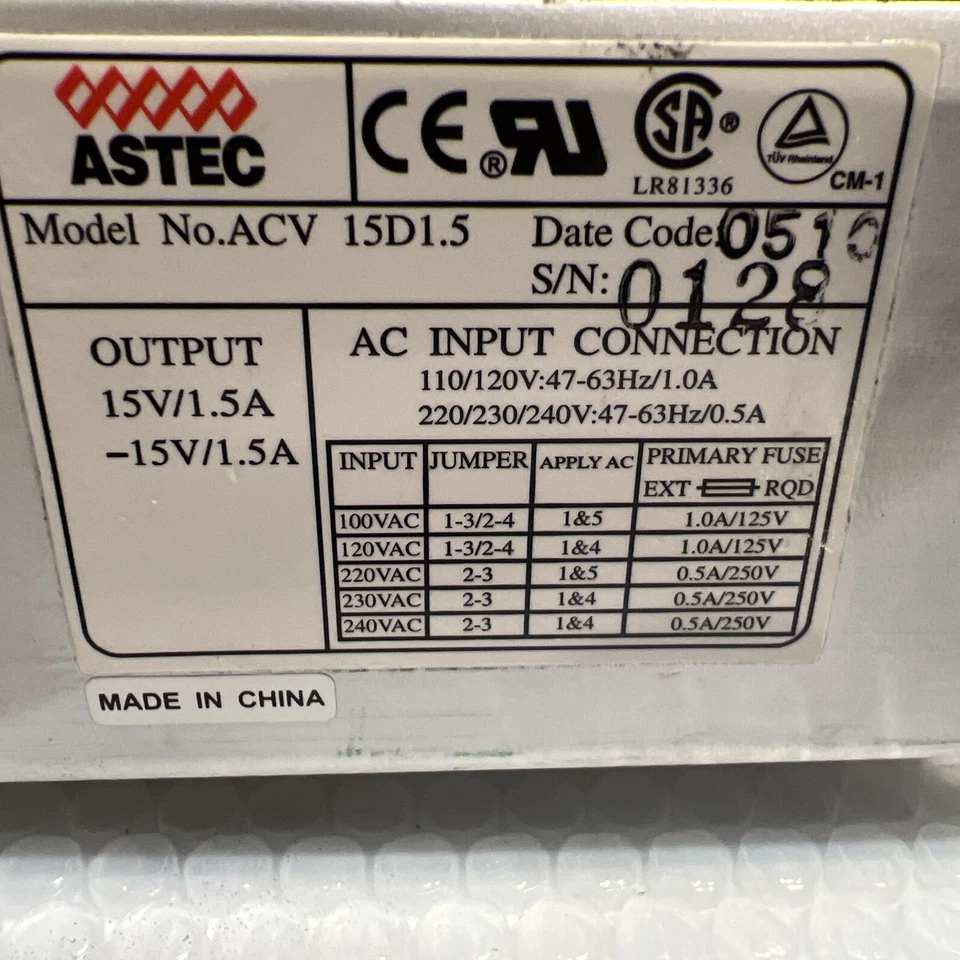 ASTEC
CE ® RU SA ®
TÜV Rheinland
LR81336
CM-1
Model No.ACV 15D1.5
Date Code:0510
S/N: 0128
OUTPUT
15V/1.5A
–15V/1.5A
AC INPUT CONNECTION
110/120V:47-63Hz/1.0A
220/230/240V:47-63Hz/0.5A
INPUT JUMPER APPLY AC PRIMARY FUSE
EXT RQD
100VAC 1-3/2-4 1&5 1.0A/125V
120VAC 1-3/2-4 1&4 1.0A/125V
220VAC 2-3 1&5 0.5A/250V
230VAC 2-3 1&4 0.5A/250V
240VAC 2-3 1&4 0.5A/250V
MADE IN CHINA